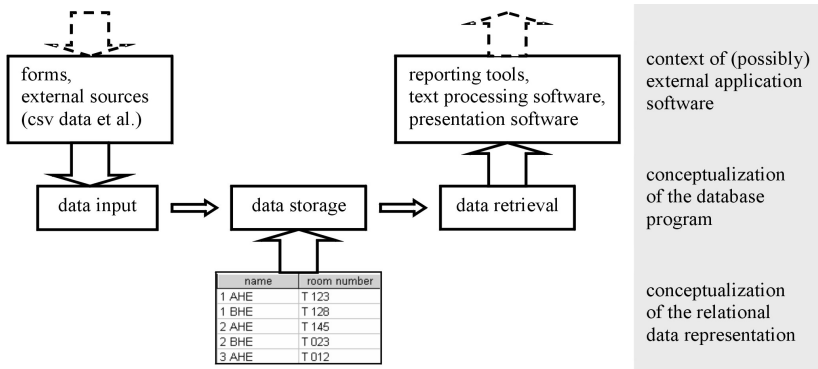 forms,
external sources
(csv data et al.)
reporting tools,
text processing software,
presentation software
context of (possibly)
external application
software
data input
data storage
data retrieval
conceptualization
of the database
program
name room number
1 AHE T 123
1 BHE T 128
2 AHE T 145
2 BHE T 023
3 AHE T 012
conceptualization
of the relational
data representation